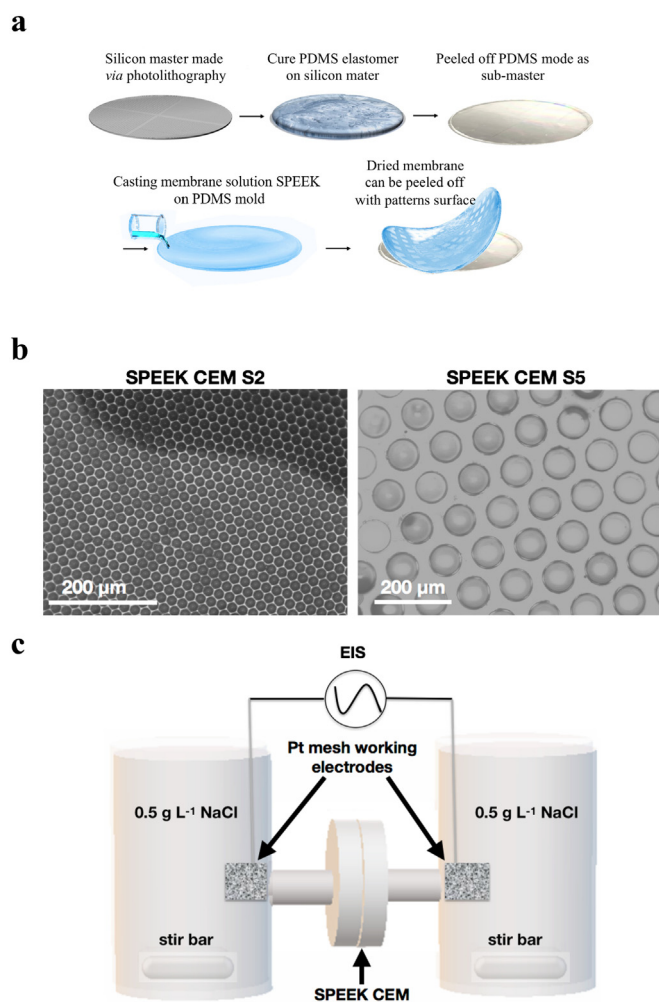 a
Silicon master made
via photolithography
Cure PDMS elastomer
on silicon mater
Peeled off PDMS mode as
sub-master
Casting membrane solution SPEEK
on PDMS mold
Dried membrane
can be peeled off
with patterns surface
b
SPEEK CEM S2
SPEEK CEM S5
200 μm
200 μm
c
EIS
Pt mesh working
electrodes
0.5 g L-1 NaCl
0.5 g L-1 NaCl
stir bar
stir bar
SPEEK CEM